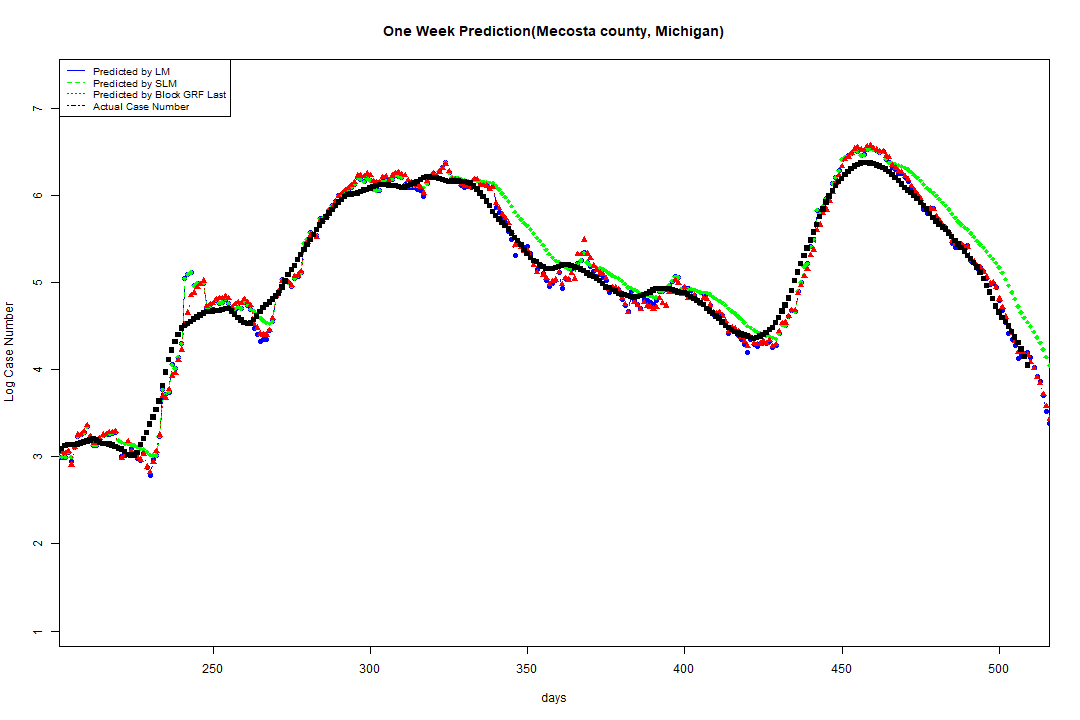 One Week Prediction(Mecosta county, Michigan)
Predicted by LM
Predicted by SLM
Predicted by Block GRF Last
Actual Case Number
7
6
5
4
3
2
1
Log Case Number
250 300 350 400 450 500
days